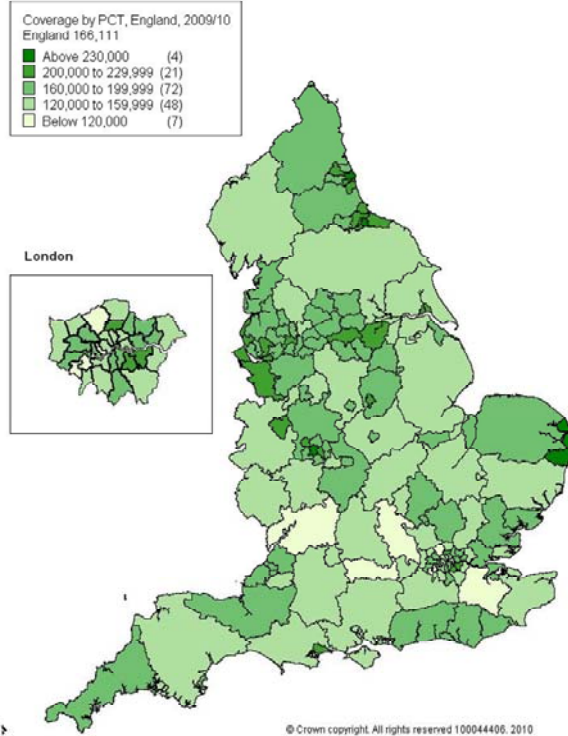 Coverage by PCT, England, 2009/10
England 166,111
Above 230,000 (4)
200,000 to 229,999 (21)
160,000 to 199,999 (72)
120,000 to 159,999 (48)
Below 120,000 (7)
London
© Crown copyright. All rights reserved 100044406, 2010